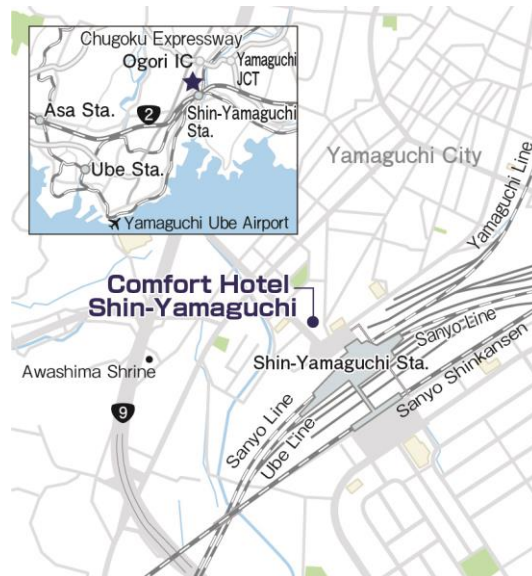 Chugoku Expressway
Ogori IC
Yamaguchi
JCT
Asa Sta.
2
Shin-Yamaguchi
Sta.
Ube Sta.
Yamaguchi Ube Airport
Yamaguchi City
Yamaguchi Line
Comfort Hotel
Shin-Yamaguchi
Sanyo Line
Shin-Yamaguchi Sta.
Awashima Shrine
Sanyo Shinkansen
9
Sanyo Line
Ube Line